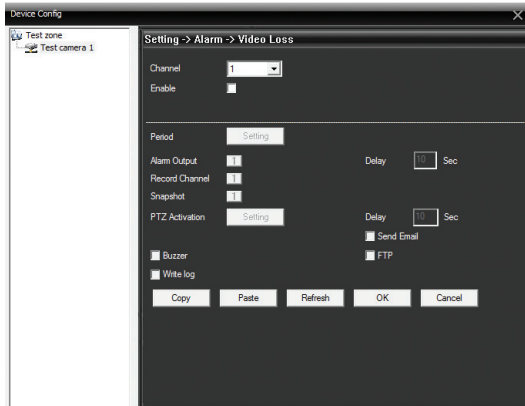 Device Config
Test zone
Test camera 1
Setting -> Alarm -> Video Loss
Channel 1
Enable
Period Setting
Alarm Output 1 Delay 10 Sec
Record Channel 1
Snapshot 1
PTZ Activation Setting Delay 10 Sec
Send Email
Buzzer FTP
Write log
Copy Paste Refresh OK Cancel